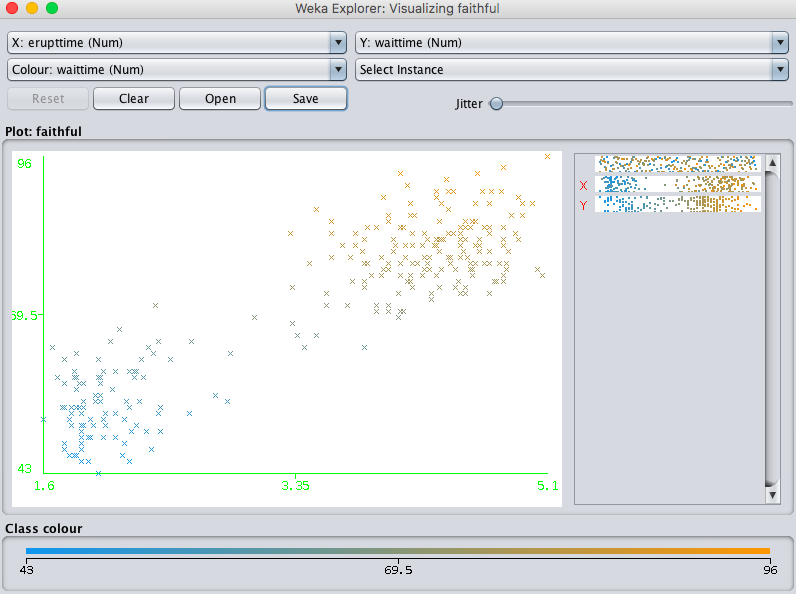 Weka Explorer: Visualizing faithful
X: erupttime (Num) Y: waittime (Num)
Colour: waittime (Num) Select Instance
Reset Clear Open Save Jitter
Plot: faithful
96
X
Y
69.5
43
1.6 3.35 5.1
Class colour
43 69.5 96